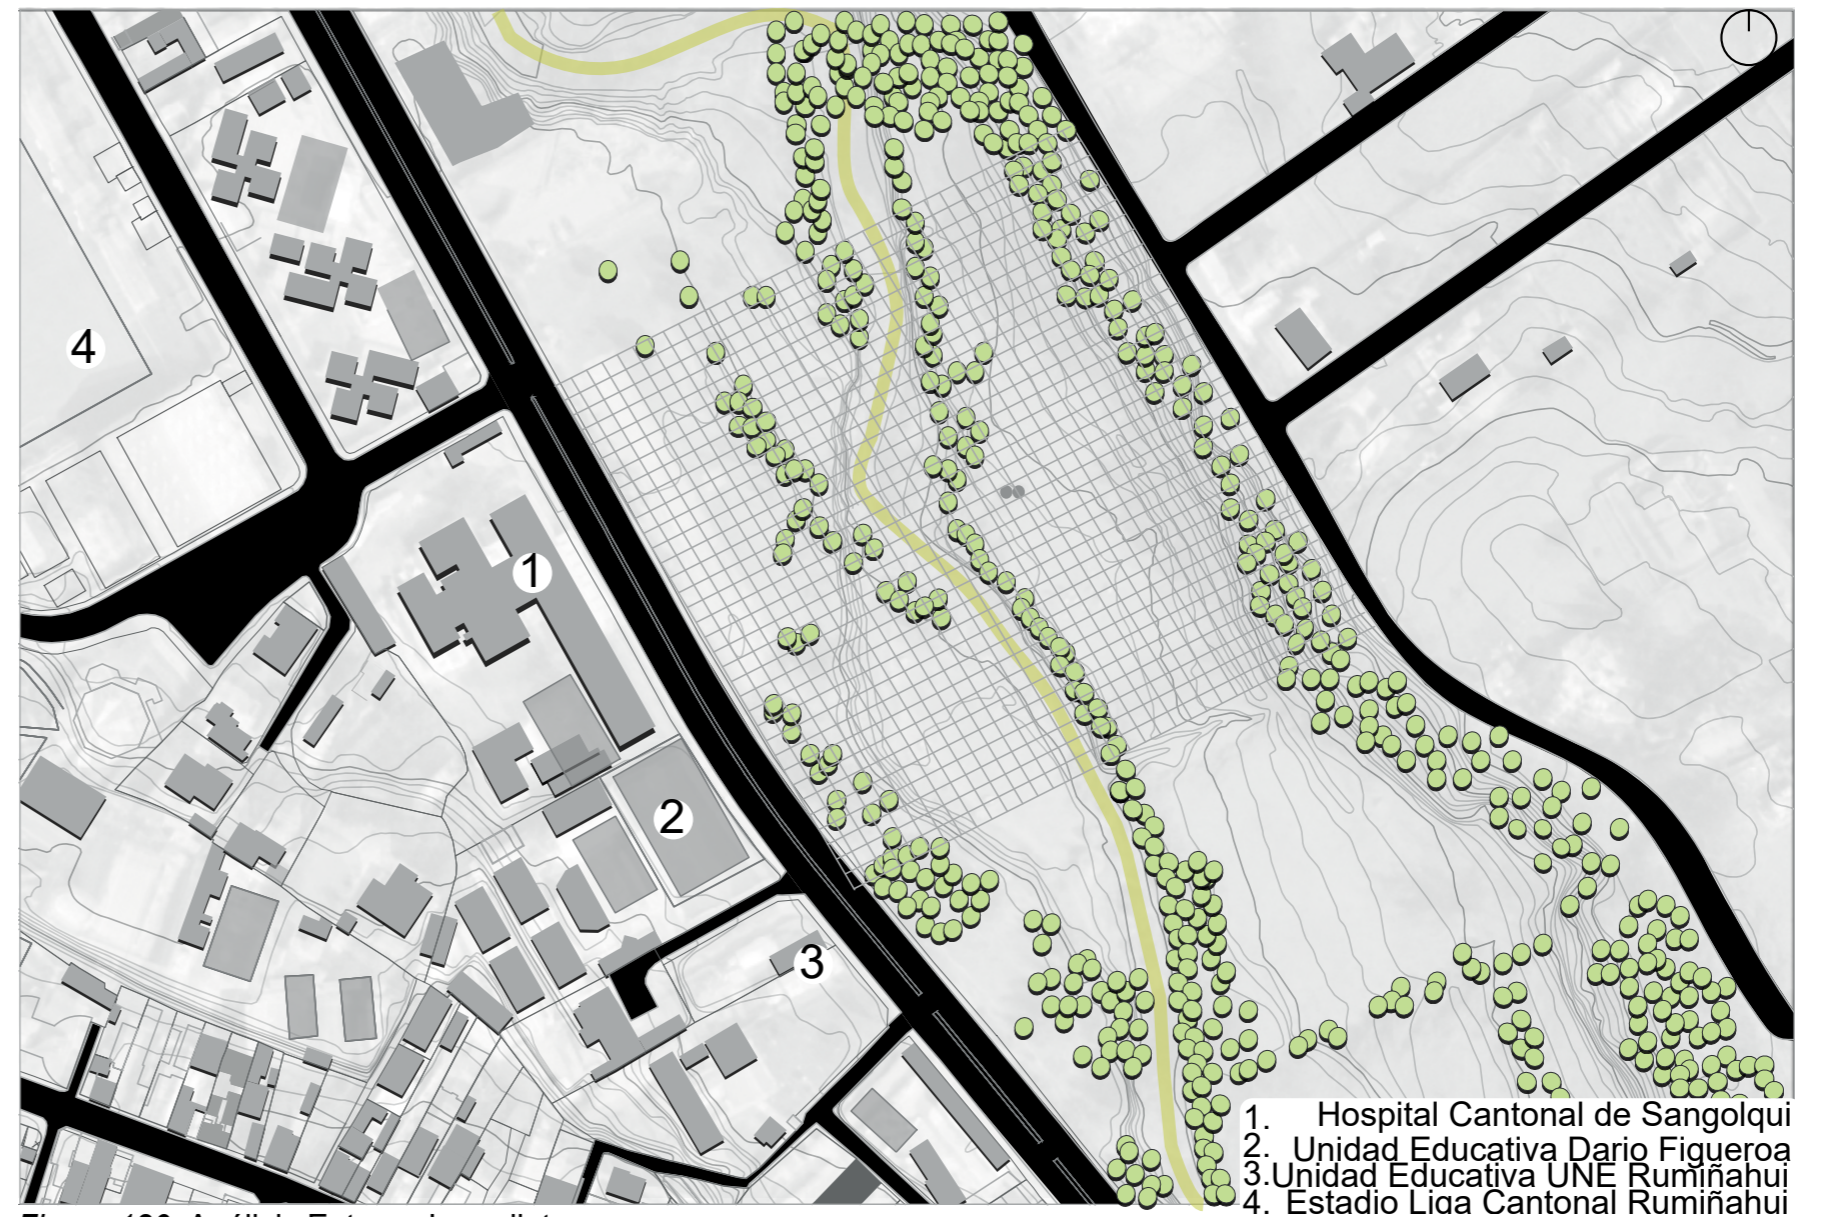 4
1
2
3
1. Hospital Cantonal de Sangolqui
2. Unidad Educativa Dario Figueroa
3.Unidad Educativa UNE Rumiñahui
4. Estadio Liga Cantonal Rumiñahui